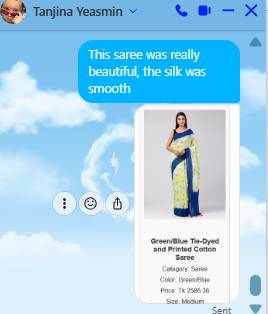 Tanjina Yeasmin
This saree was really
beautiful, the silk was
smooth
Green/Blue Tie-Dyed
and Printed Cotton
Saree
Category: Saree
Color: Green/Blue
Price: Tk 2586.36
Size: Medium
Sent